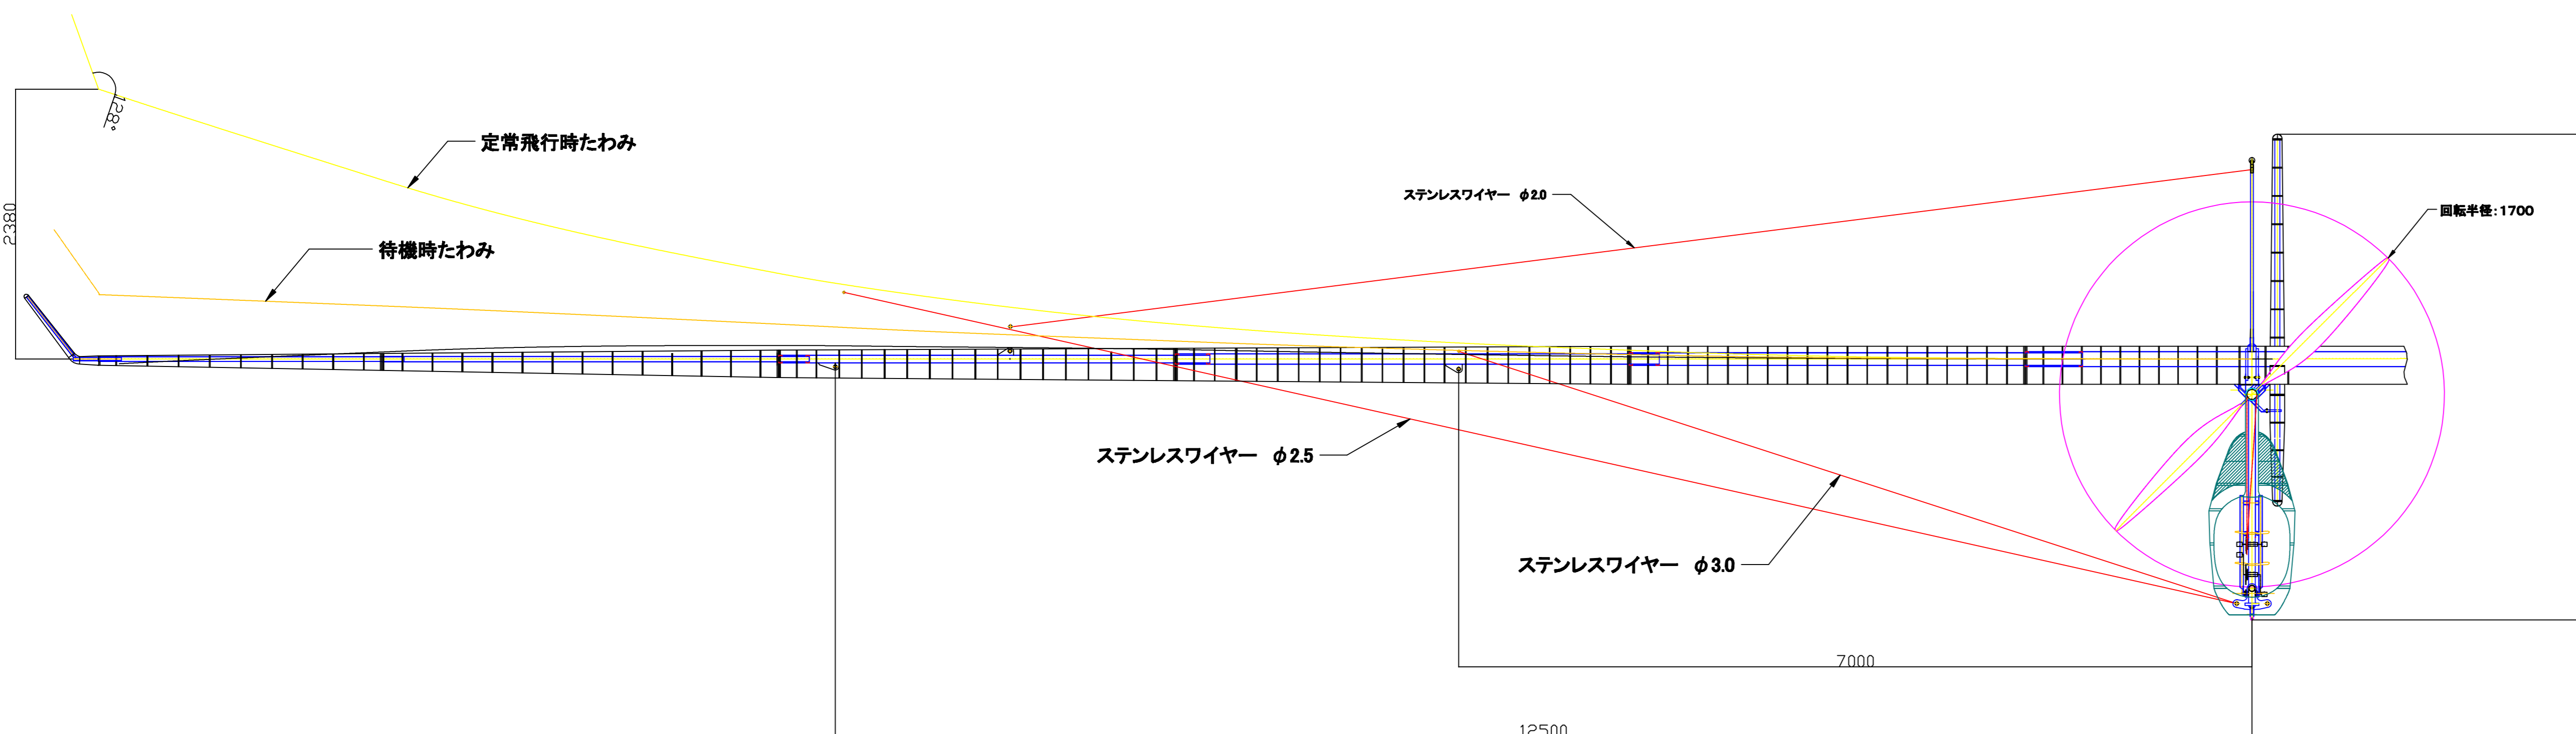 128°
定常飛行時たわみ
ステンレスワイヤー φ2.0
回転半径:1700
2380
待機時たわみ
ステンレスワイヤー φ2.5
ステンレスワイヤー φ3.0
7000
12500